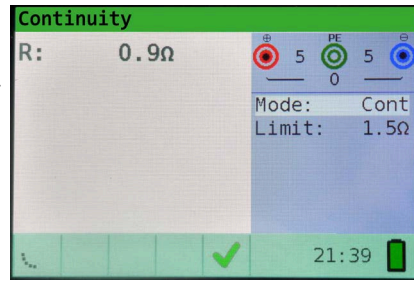 Continuity
R: 0.9Ω
⊕ PE ⊖
5 5
0
Mode: Cont
Limit: 1.5Ω
21:39